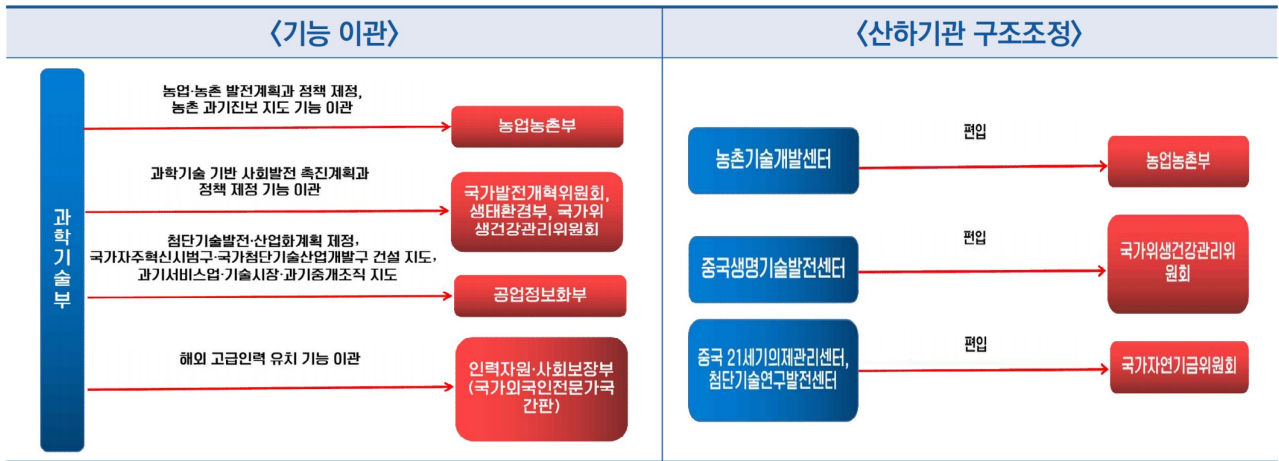 <기능 이관>
<산하기관 구조조정>
과학기술부
농업·농촌 발전계획과 정책 제정,
농촌 과기진보 지도 기능 이관
농업농촌부
과학기술 기반 사회발전 촉진계획과
정책 제정 기능 이관
국가발전개혁위원회,
생태환경부, 국가위
생건강관리위원회
첨단기술발전·산업화계획 제정,
국가자주혁신시범구·국가첨단기술산업개발구 건설 지도,
과기서비스업·기술시장·과기중개조직 지도
공업정보화부
해외 고급인력 유치 기능 이관
인력자원·사회보장부
(국가외국인전문가국
간판)
농촌기술개발센터
편입
농업농촌부
중국생명기술발전센터
편입
국가위생건강관리위
원회
중국 21세기의제관리센터,
첨단기술연구발전센터
편입
국가자연기금위원회